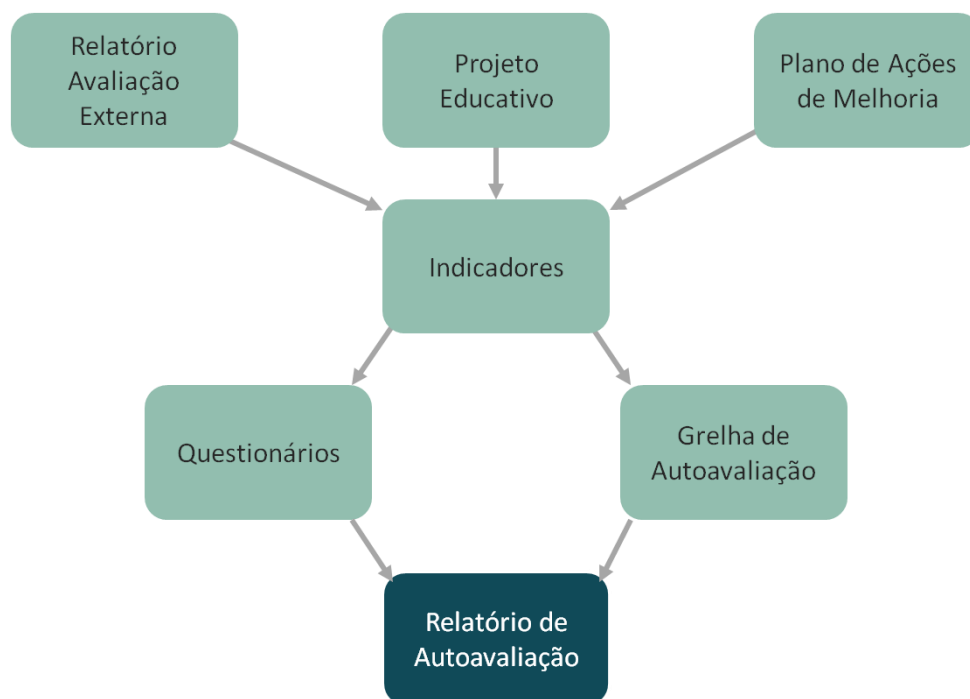 Relatório
Avaliação
Externa
Projeto
Educativo
Plano de Ações
de Melhoria
Indicadores
Questionários
Grelha de
Autoavaliação
Relatório de
Autoavaliação